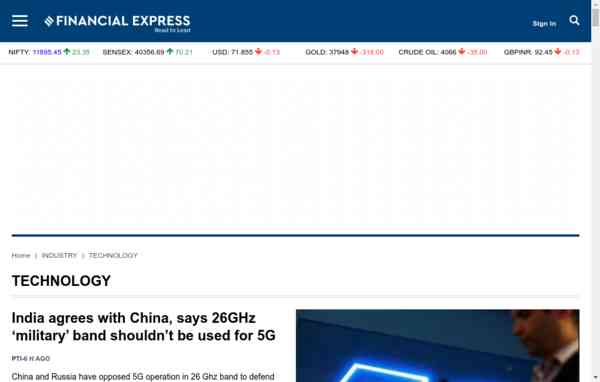 FINANCIAL EXPRESS
Read to Lead
Sign In
NIFTY: 11895.45 23.35 SENSEX: 40356.69 70.21 USD: 71.855 -0.13 GOLD: 37948 -318.00 CRUDE OIL: 4066 -35.00 GBPINR: 92.45 -0.13
Home | INDUSTRY | TECHNOLOGY
TECHNOLOGY
India agrees with China, says 26GHz
‘military’ band shouldn’t be used for 5G
PTI-6 H AGO
China and Russia have opposed 5G operation in 26 Ghz band to defend